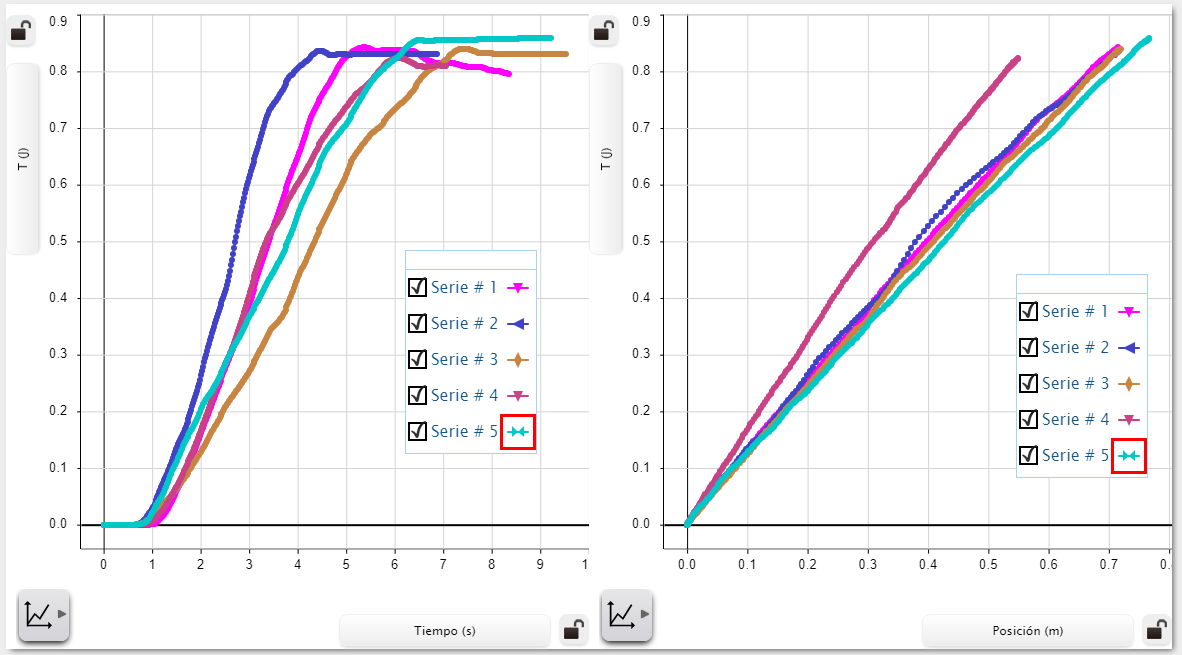 0.9
0.8
0.7
0.6
0.5
0.4
0.3
0.2
0.1
0.0
T (J)
Serie # 1
Serie # 2
Serie # 3
Serie # 4
Serie # 5
0 1 2 3 4 5 6 7 8 9 1
Tiempo (s)
0.9
0.8
0.7
0.6
0.5
0.4
0.3
0.2
0.1
0.0
T (J)
Serie # 1
Serie # 2
Serie # 3
Serie # 4
Serie # 5
0.0 0.1 0.2 0.3 0.4 0.5 0.6 0.7 0.
Posición (m)